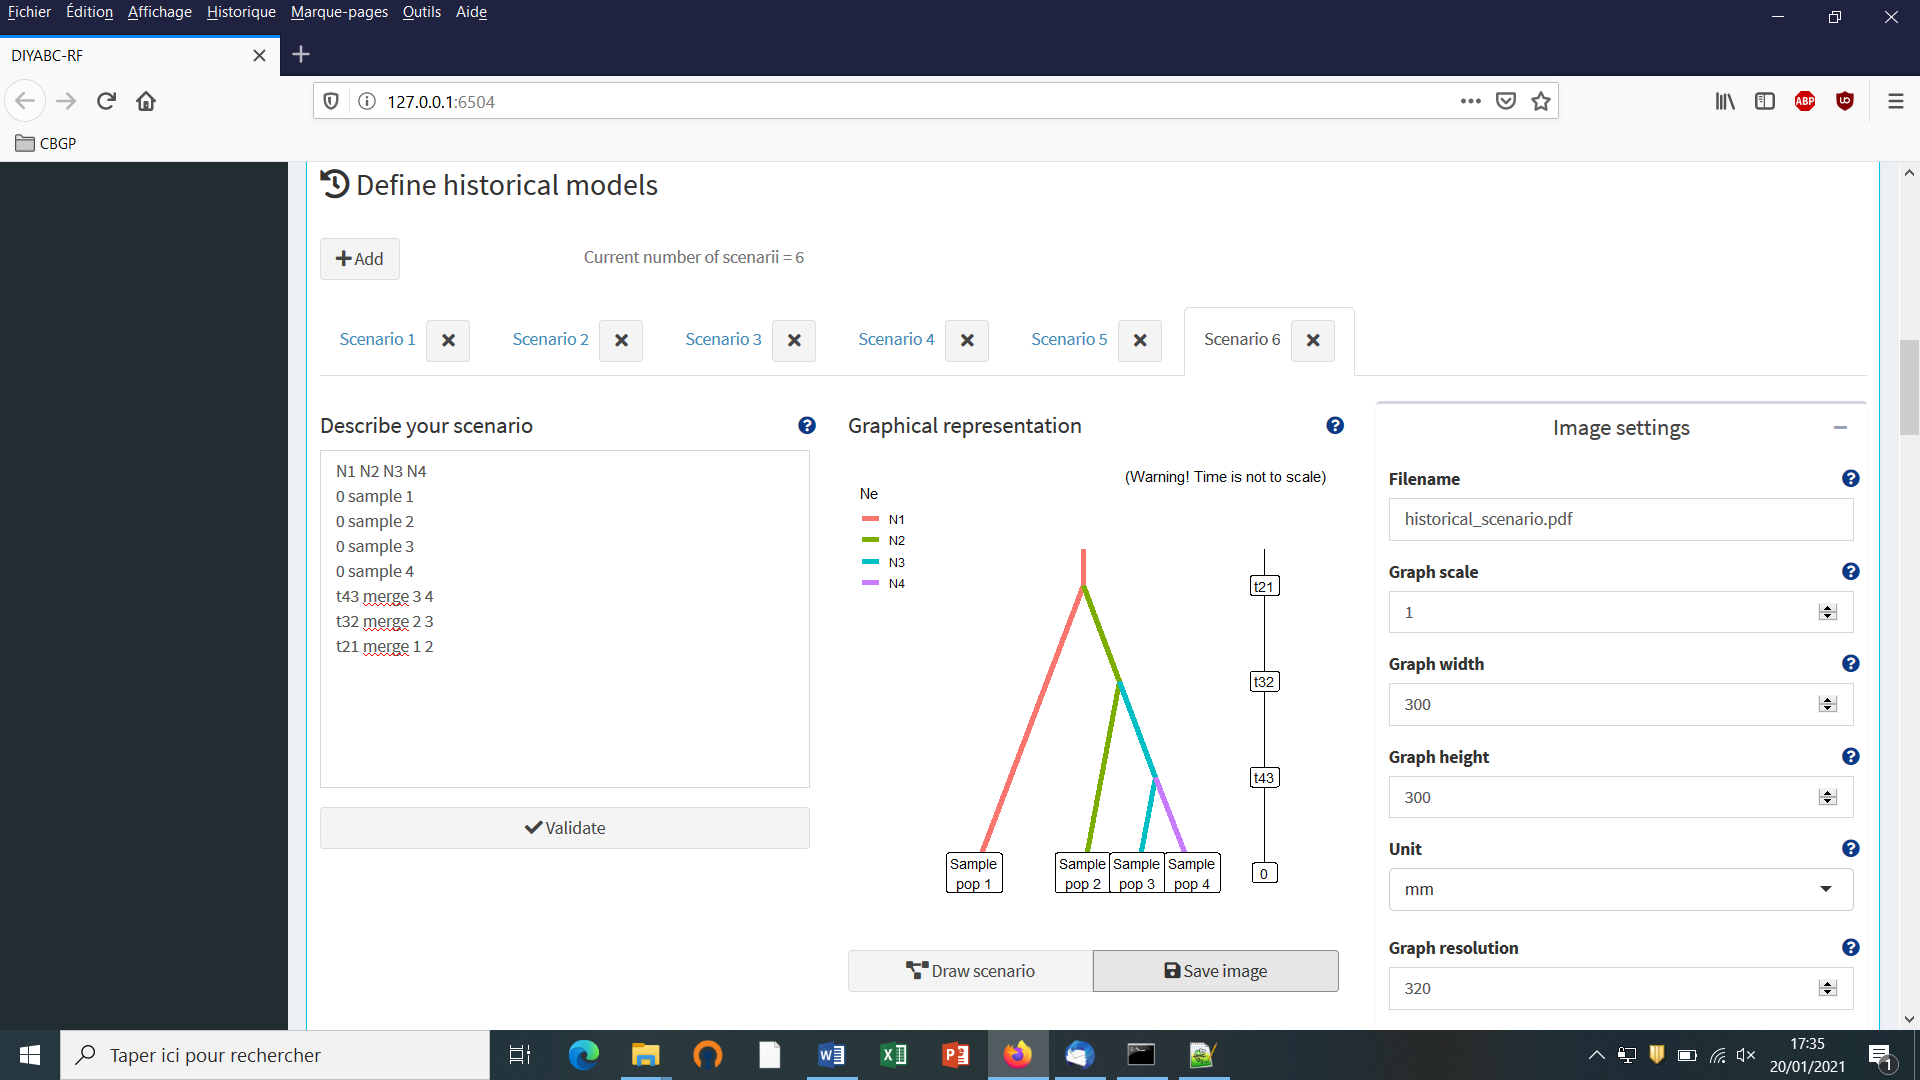 Fichier Édition Affichage Historique Marque-pages Outils Aide
DIYABC-RF
127.0.0.1:6504
ABP
CBGP
Define historical models
Add
Current number of scenarii = 6
Scenario 1
Scenario 2
Scenario 3
Scenario 4
Scenario 5
Scenario 6
Describe your scenario
N1 N2 N3 N4
0 sample 1
0 sample 2
0 sample 3
0 sample 4
t43 merge 3 4
t32 merge 2 3
t21 merge 1 2
Validate
Graphical representation
(Warning! Time is not to scale)
Ne
N1
N2
N3
N4
t21
t32
t43
0
Sample pop 1
Sample pop 2
Sample pop 3
Sample pop 4
Draw scenario
Save image
Image settings
Filename
historical_scenario.pdf
Graph scale
1
Graph width
300
Graph height
300
Unit
mm
Graph resolution
320
Taper ici pour rechercher
17:35
20/01/2021
1